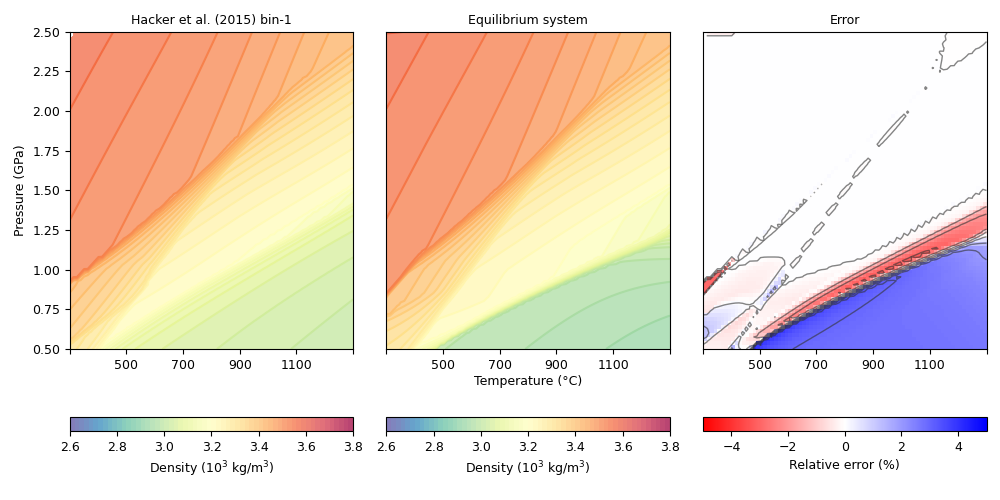 Hacker et al. (2015) bin-1
Equilibrium system
Error
2.50
2.25
2.00
1.75
1.50
1.25
1.00
0.75
0.50
Pressure (GPa)
500 700 900 1100
500 700 900 1100
500 700 900 1100
Temperature (°C)
2.6 2.8 3.0 3.2 3.4 3.6 3.8
2.6 2.8 3.0 3.2 3.4 3.6 3.8
−4 −2 0 2 4
Density (10³ kg/m³)
Density (10³ kg/m³)
Relative error (%)